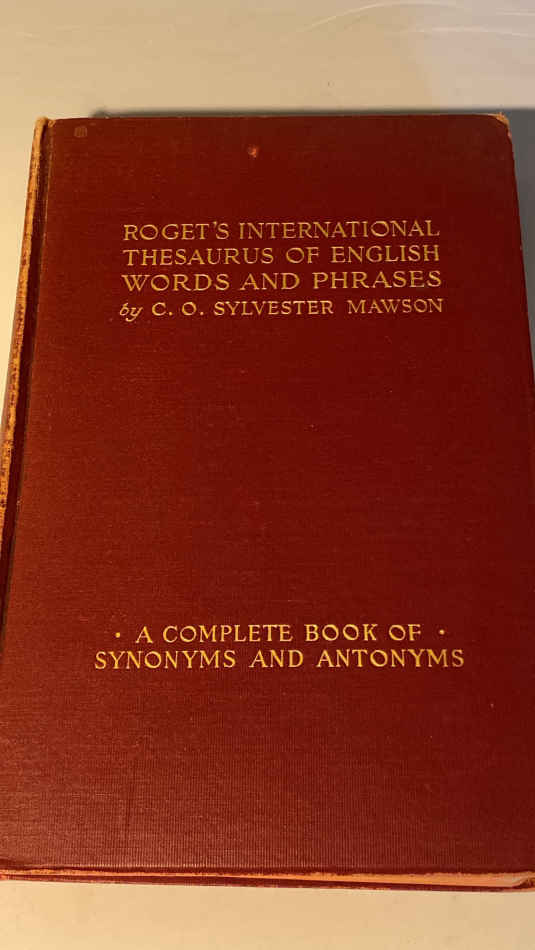 ROGET'S INTERNATIONAL
THESAURUS OF ENGLISH
WORDS AND PHRASES
by C. O. SYLVESTER MAWSON
· A COMPLETE BOOK OF ·
SYNONYMS AND ANTONYMS